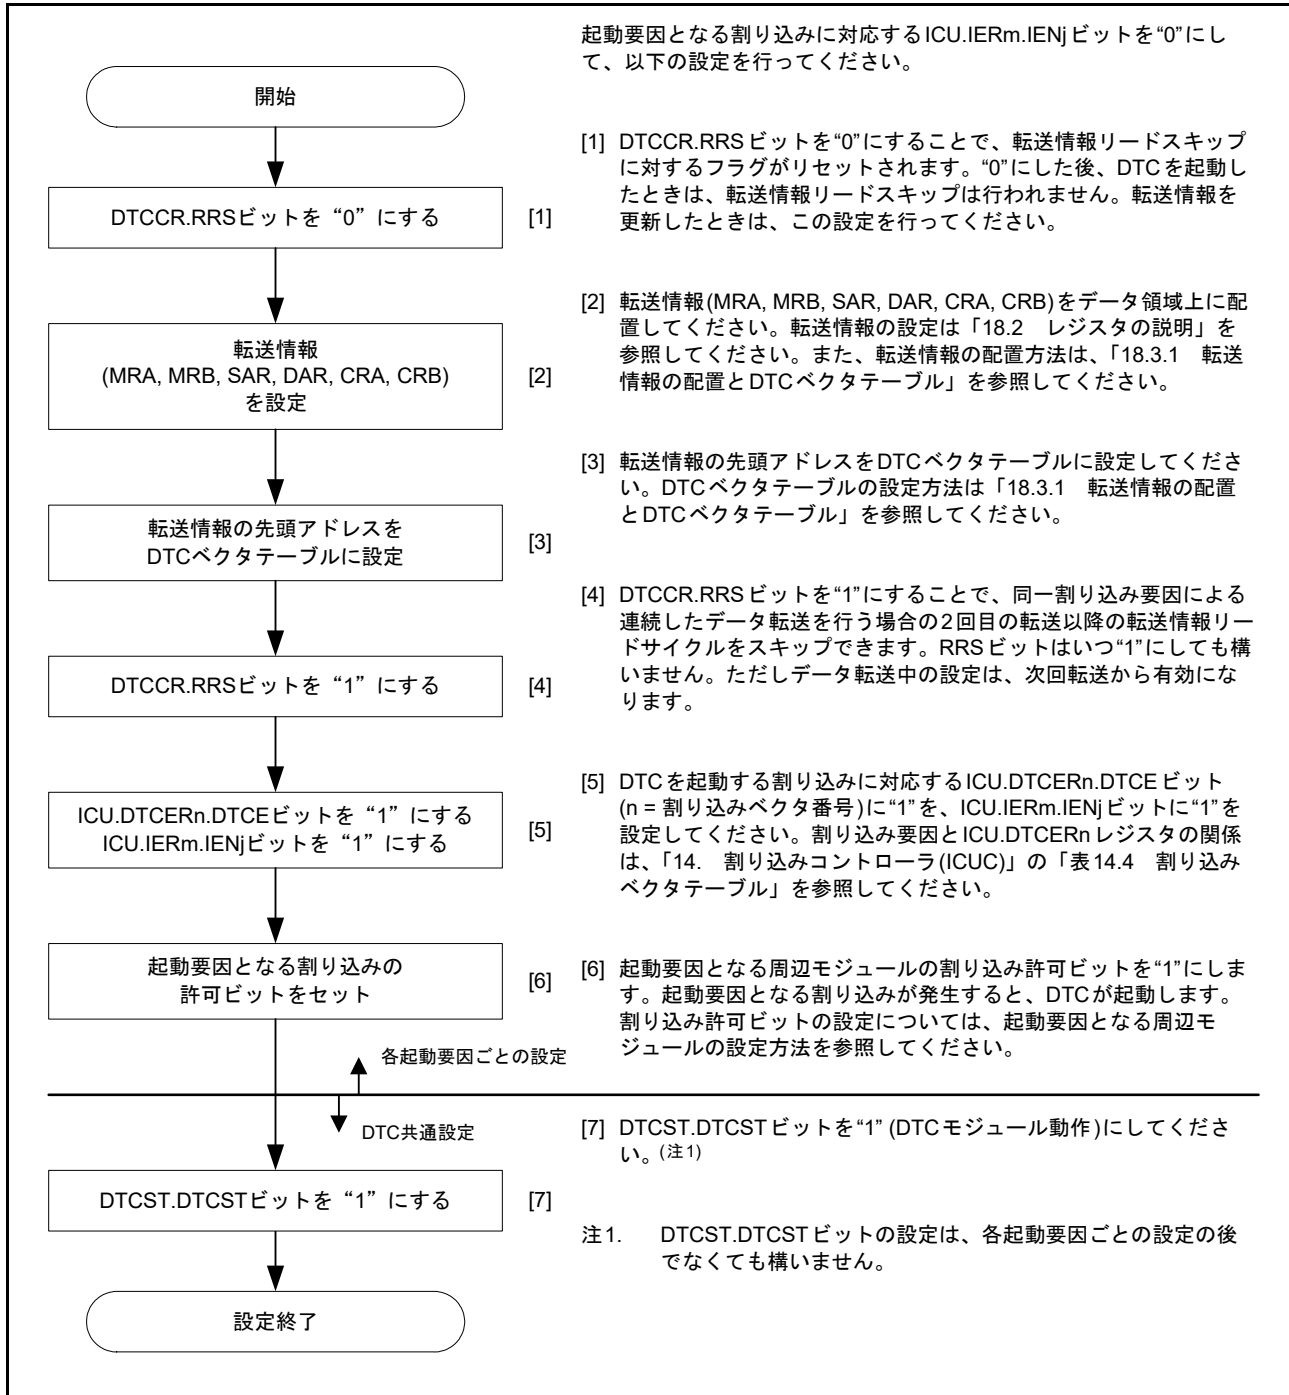 起動要因となる割り込みに対応するICU.IERm.IENjビットを“0”にし
て、以下の設定を行ってください。
開始
[1] DTCCR.RRSビットを“0”にすることで、転送情報リードスキップ
に対するフラグがリセットされます。“0”にした後、DTCを起動し
たときは、転送情報リードスキップは行われません。転送情報を
更新したときは、この設定を行ってください。
DTCCR.RRSビットを“0”にする
[1]
[2] 転送情報(MRA, MRB, SAR, DAR, CRA, CRB)をデータ領域上に配
置してください。転送情報の設定は「18.2 レジスタの説明」を
参照してください。また、転送情報の配置方法は、「18.3.1 転送
情報の配置とDTCベクタテーブル」を参照してください。
転送情報
(MRA, MRB, SAR, DAR, CRA, CRB)
を設定
[2]
[3] 転送情報の先頭アドレスをDTCベクタテーブルに設定してくださ
い。DTCベクタテーブルの設定方法は「18.3.1 転送情報の配置
とDTCベクタテーブル」を参照してください。
転送情報の先頭アドレスを
DTCベクタテーブルに設定
[3]
[4] DTCCR.RRSビットを“1”にすることで、同一割り込み要因による
連続したデータ転送を行う場合の2回目の転送以降の転送情報リー
ドサイクルをスキップできます。RRSビットはいつ“1”にしても構
いません。ただしデータ転送中の設定は、次回転送から有効にな
ります。
DTCCR.RRSビットを“1”にする
[4]
[5] DTCを起動する割り込みに対応するICU.DTCERn.DTCEビット
(n = 割り込みベクタ番号)に“1”を、ICU.IERm.IENjビットに“1”を
設定してください。割り込み要因とICU.DTCERnレジスタの関係
は、「14. 割り込みコントローラ(ICUC)」の「表14.4 割り込み
ベクタテーブル」を参照してください。
ICU.DTCERn.DTCEビットを“1”にする
ICU.IERm.IENjビットを“1”にする
[5]
[6] 起動要因となる周辺モジュールの割り込み許可ビットを“1”にしま
す。起動要因となる割り込みが発生すると、DTCが起動します。
割り込み許可ビットの設定については、起動要因となる周辺モ
ジュールの設定方法を参照してください。
起動要因となる割り込みの
許可ビットをセット
[6]
各起動要因ごとの設定
DTC共通設定
[7] DTCST.DTCSTビットを“1” (DTCモジュール動作)にしてくださ
い。(注1)
DTCST.DTCSTビットを“1”にする
[7]
注1. DTCST.DTCSTビットの設定は、各起動要因ごとの設定の後
でなくても構いません。
設定終了